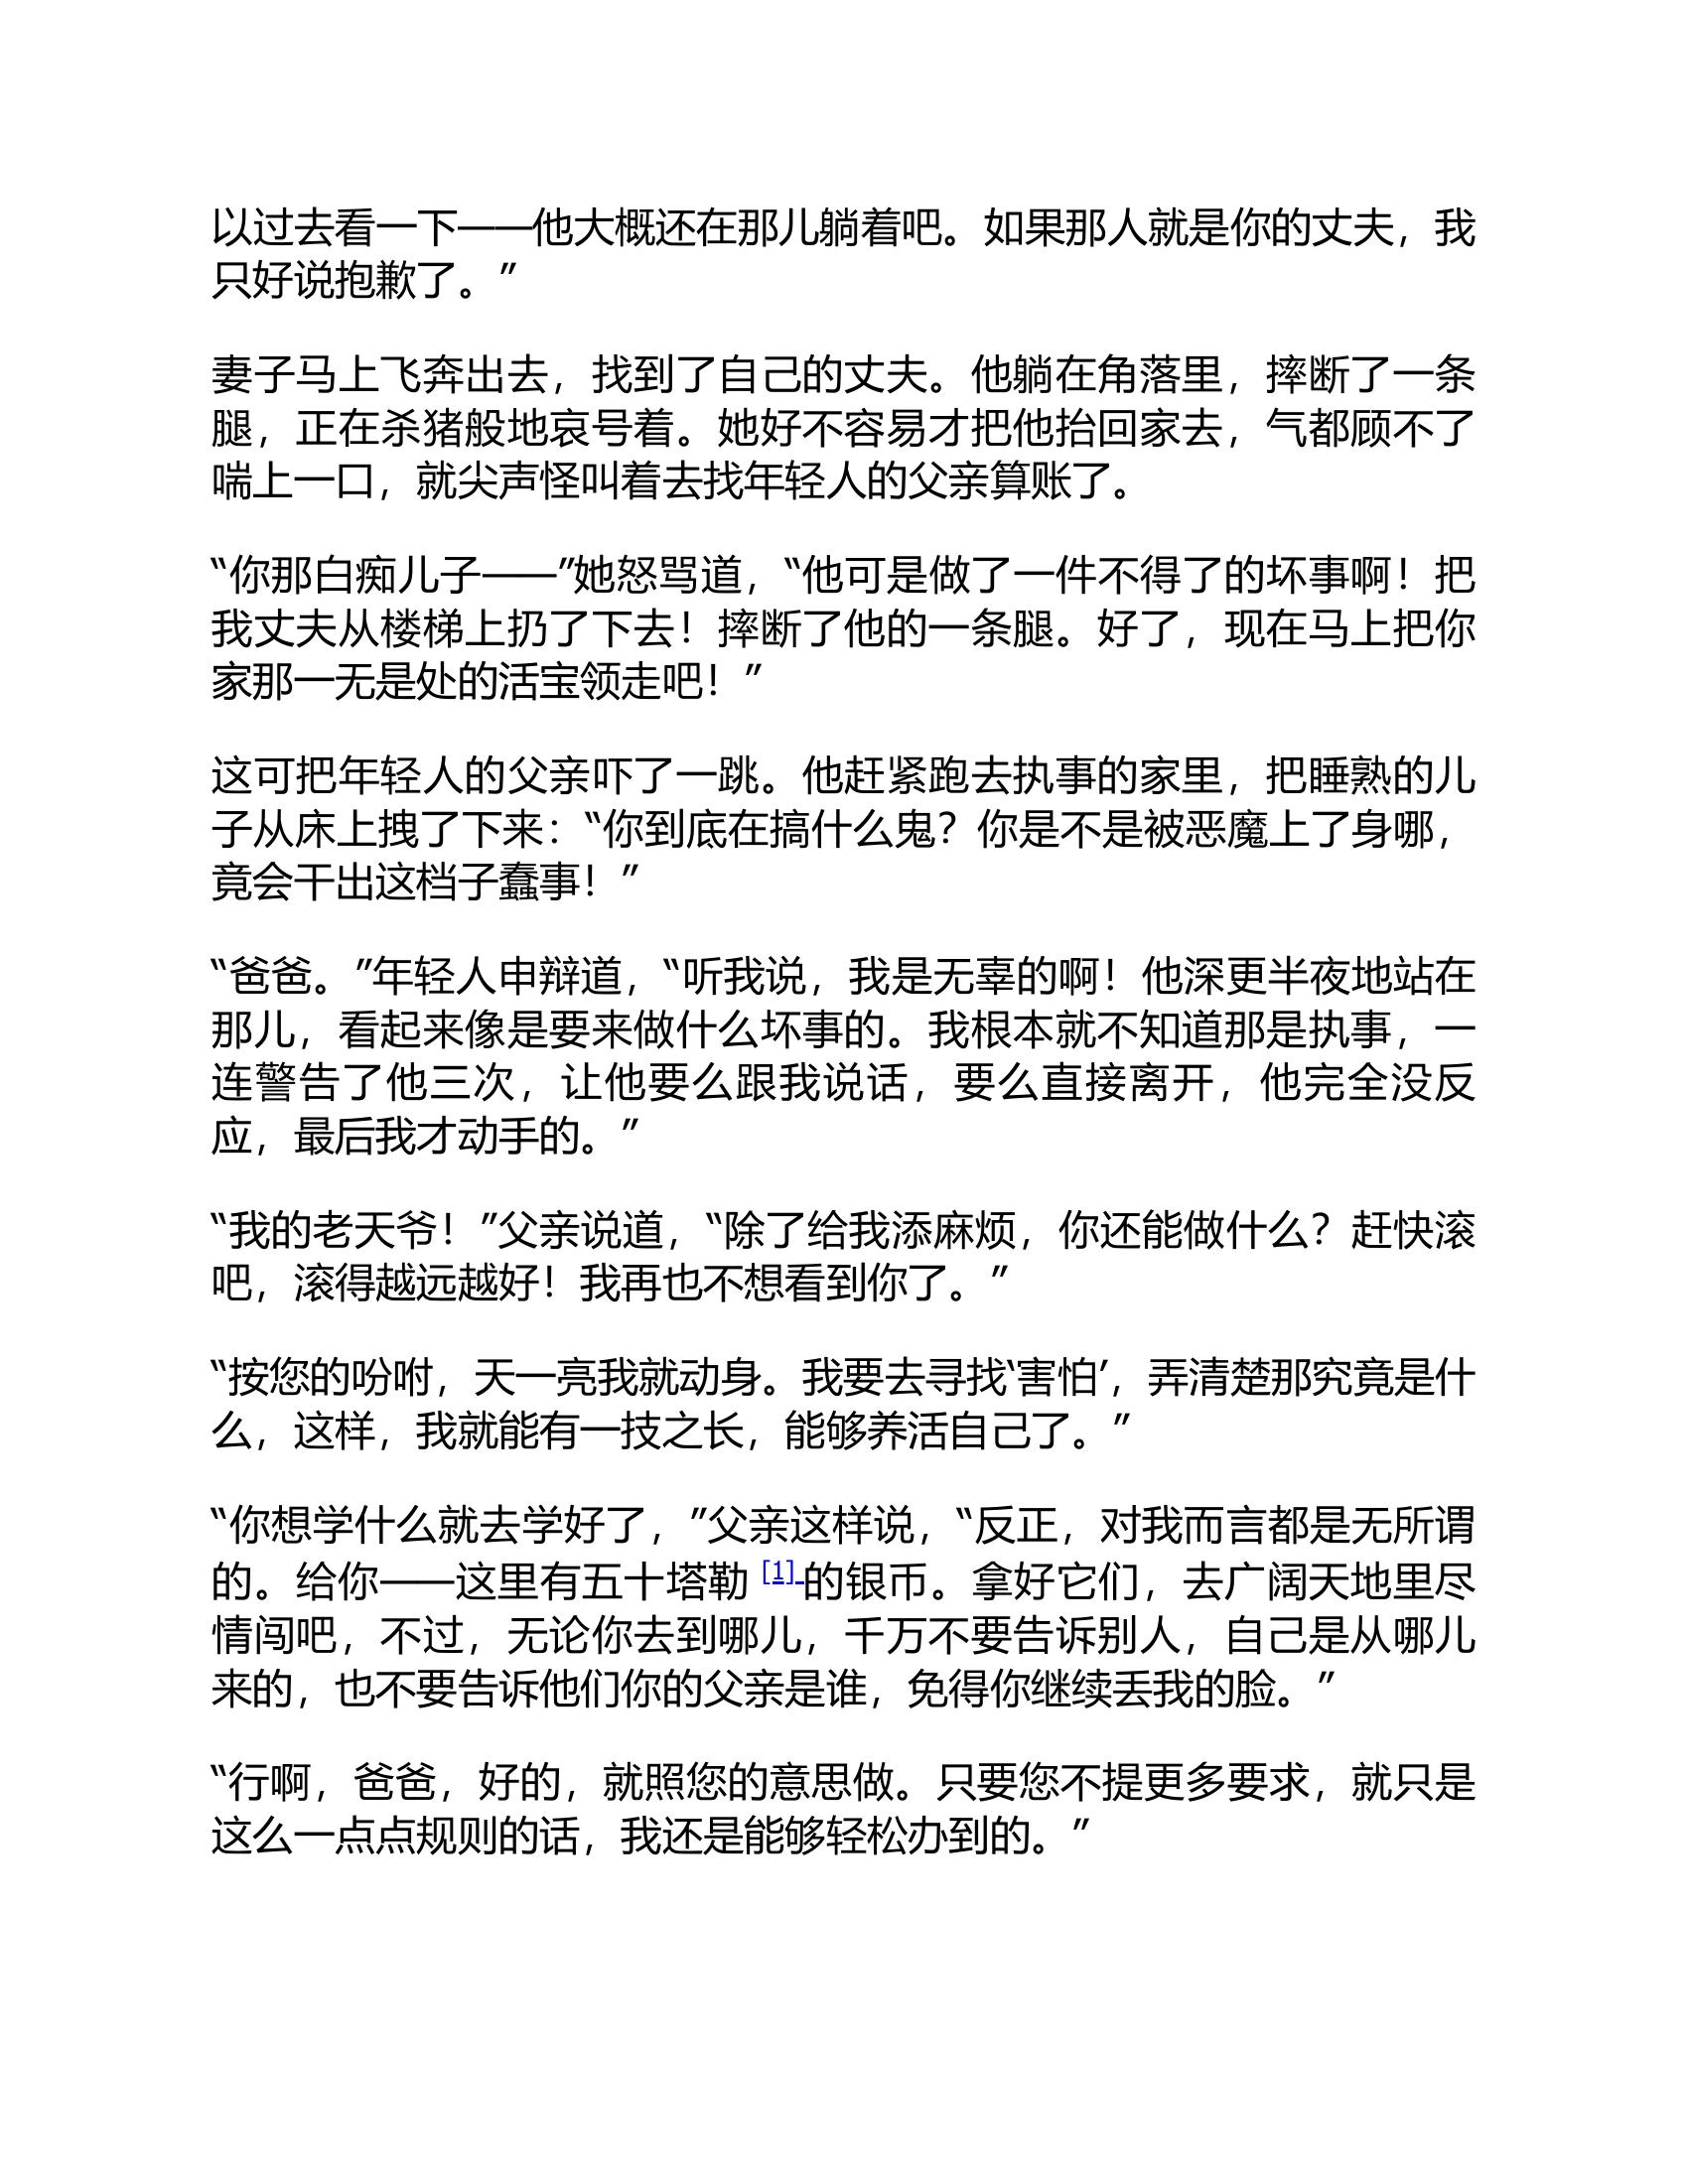 以过去看一下——他大概还在那儿躺着吧。如果那人就是你的丈夫，我
只好说抱歉了。”
妻子马上飞奔出去，找到了自己的丈夫。他躺在角落里，摔断了一条
腿，正在杀猪般地哀号着。她好不容易才把他抬回家去，气都顾不了
喘上一口，就尖声怪叫着去找年轻人的父亲算账了。
“你那白痴儿子——”她怒骂道，“他可是做了一件不得了的坏事啊！把
我丈夫从楼梯上扔了下去！摔断了他的一条腿。好了，现在马上把你
家那一无是处的活宝领走吧！”
这可把年轻人的父亲吓了一跳。他赶紧跑去执事的家里，把睡熟的儿
子从床上拽了下来：“你到底在搞什么鬼？你是不是被恶魔上了身哪，
竟会干出这档子蠢事！”
“爸爸。”年轻人申辩道，“听我说，我是无辜的啊！他深更半夜地站在
那儿，看起来像是要来做什么坏事的。我根本就不知道那是执事，一
连警告了他三次，让他要么跟我说话，要么直接离开，他完全没反
应，最后我才动手的。”
“我的老天爷！”父亲说道，“除了给我添麻烦，你还能做什么？赶快滚
吧，滚得越远越好！我再也不想看到你了。”
“按您的吩咐，天一亮我就动身。我要去寻找‘害怕’，弄清楚那究竟是什
么，这样，我就能有一技之长，能够养活自己了。”
“你想学什么就去学好了，”父亲这样说，“反正，对我而言都是无所谓
的。给你——这里有五十塔勒 [1] 的银币。拿好它们，去广阔天地里尽
情闯吧，不过，无论你去到哪儿，千万不要告诉别人，自己是从哪儿
来的，也不要告诉他们你的父亲是谁，免得你继续丢我的脸。”
“行啊，爸爸，好的，就照您的意思做。只要您不提更多要求，就只是
这么一点点规则的话，我还是能够轻松办到的。”